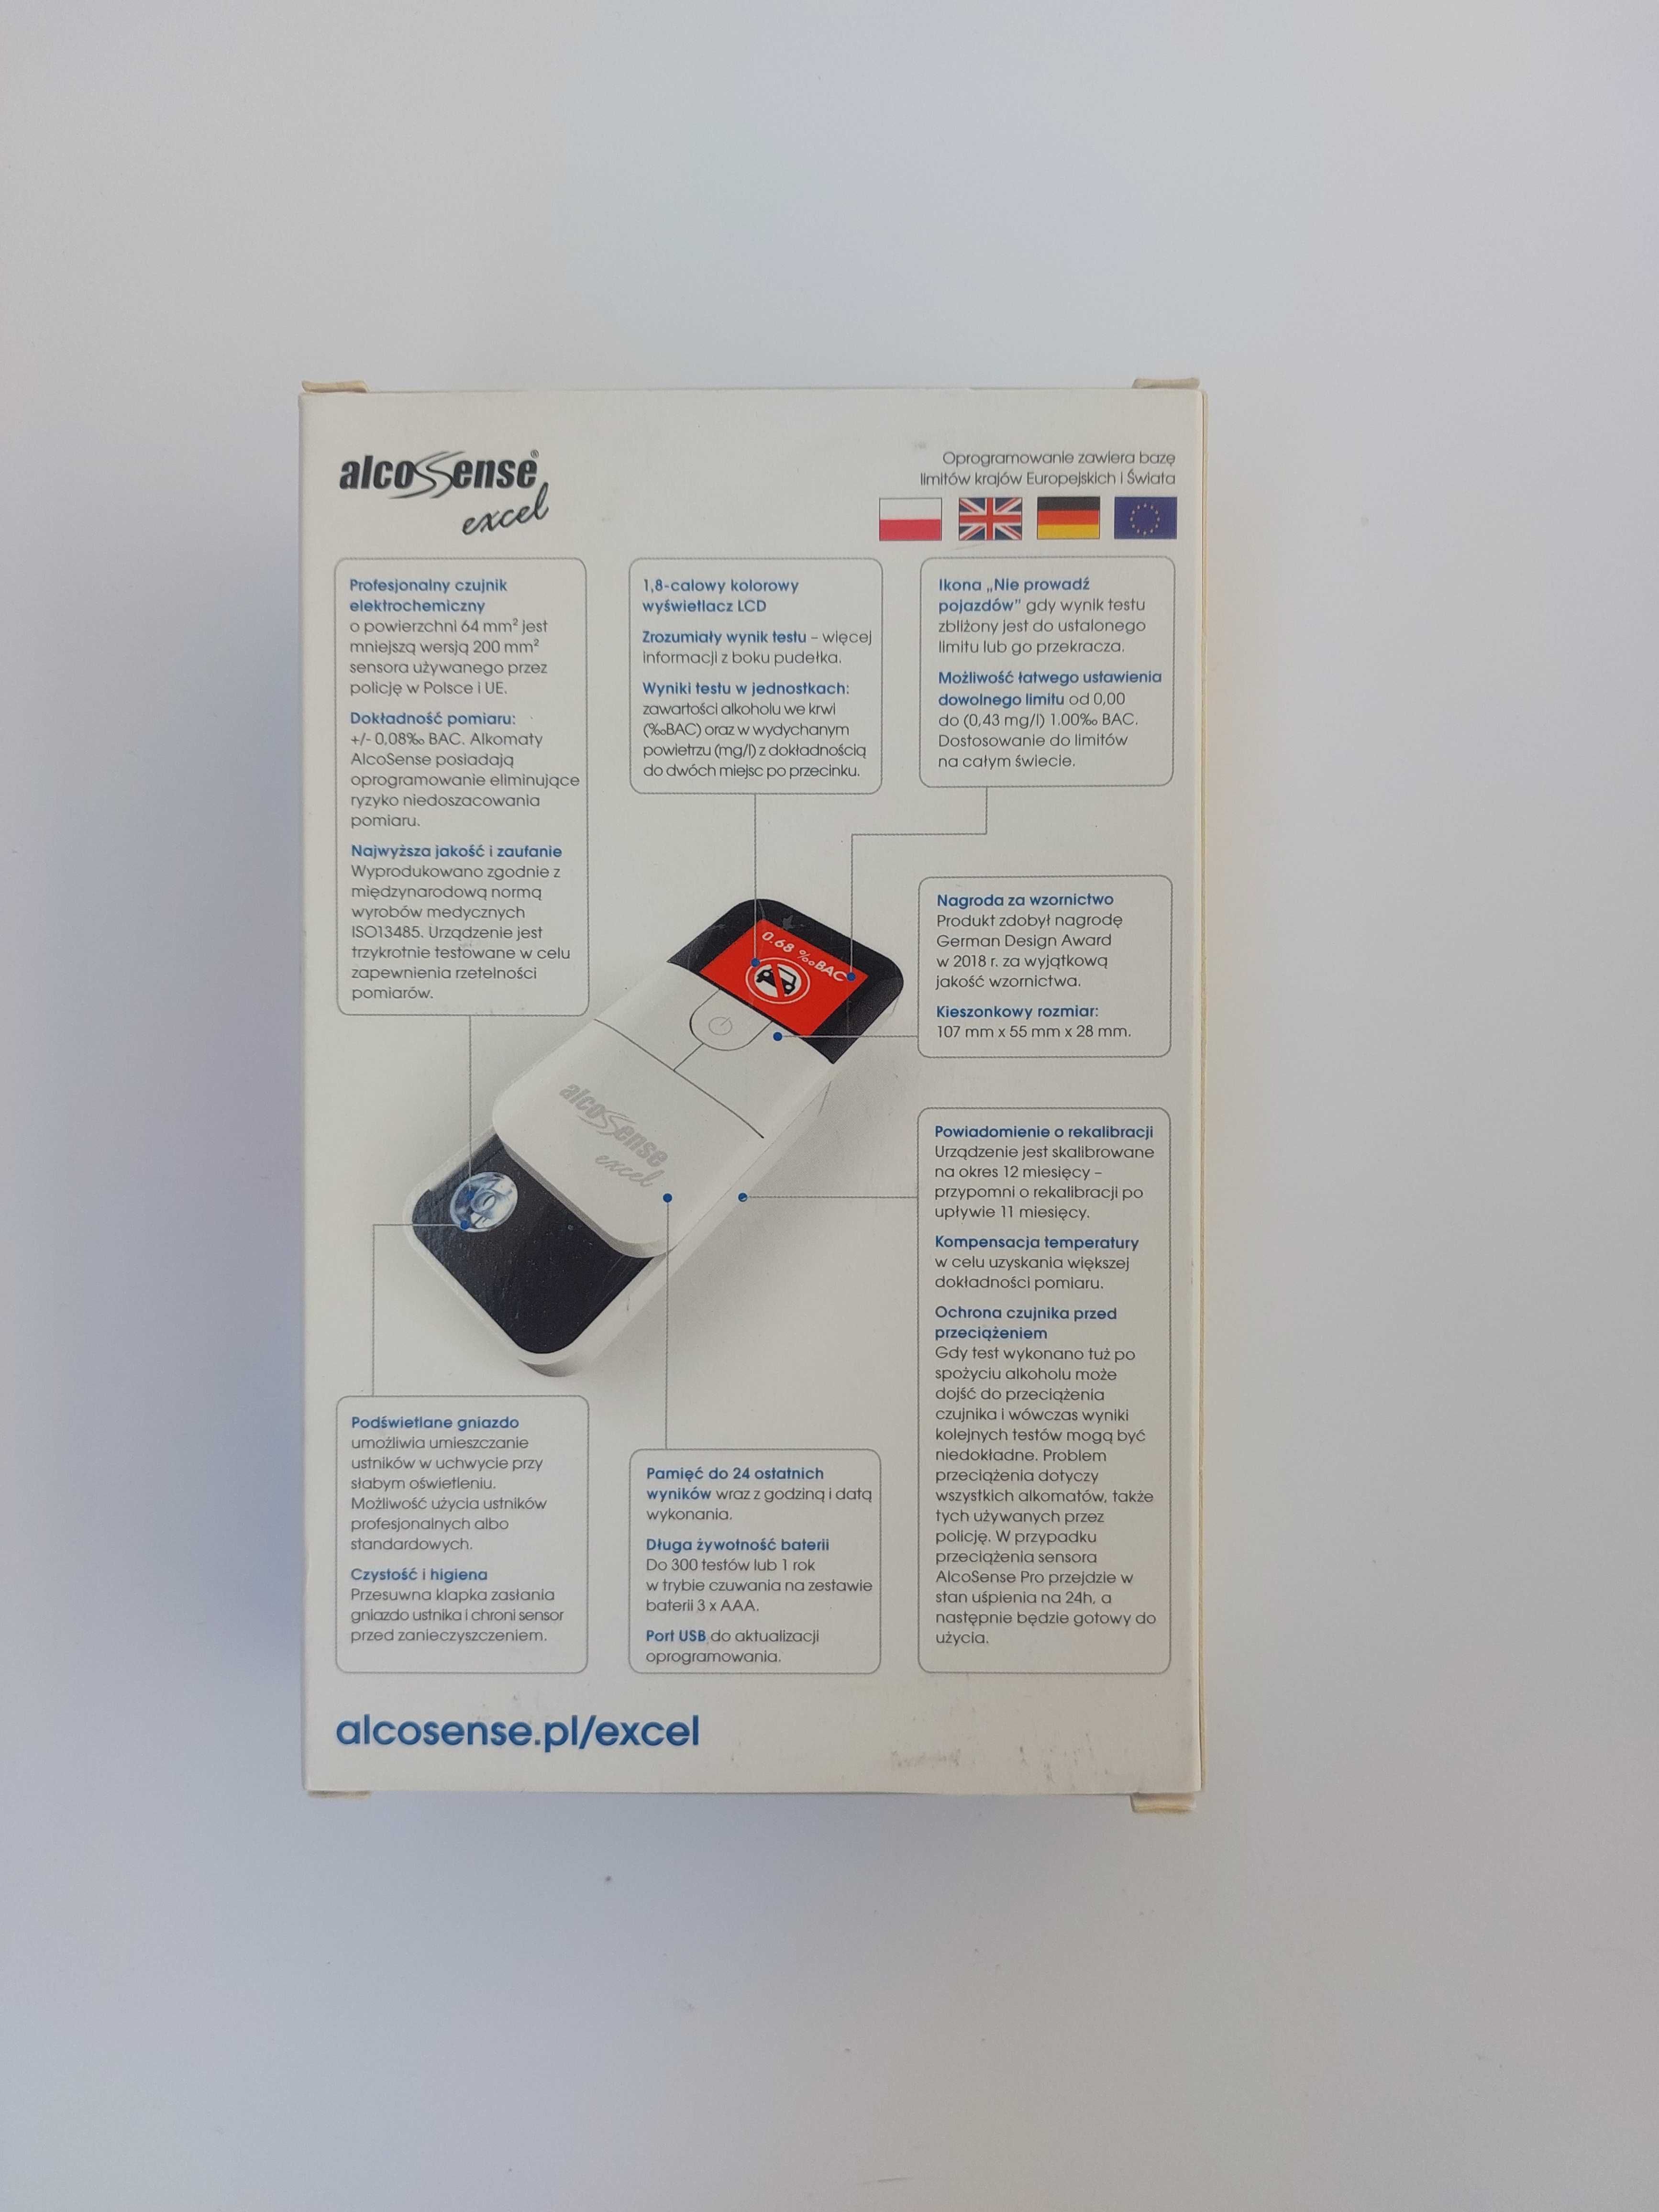 alcoSense®
excel
Oprogramowanie zawiera bazę
limitów krajów Europejskich i Świata
Profesjonalny czujnik
elektrochemiczny
o powierzchni 64 mm² jest
mniejszą wersją 200 mm²
sensora używanego przez
policję w Polsce i UE.
Dokładność pomiaru:
+/- 0,08‰ BAC. Alkomaty
AlcoSense posiadają
oprogramowanie eliminujące
ryzyko niedoszacowania
pomiaru.
Najwyższa jakość i zaufanie
Wyprodukowano zgodnie z
międzynarodową normą
wyrobów medycznych
ISO13485. Urządzenie jest
trzykrotnie testowane w celu
zapewnienia rzetelności
pomiarów.
1,8-calowy kolorowy
wyświetlacz LCD
Zrozumiały wynik testu – więcej
informacji z boku pudełka.
Wyniki testu w jednostkach:
zawartości alkoholu we krwi
(‰BAC) oraz w wydychanym
powietrzu (mg/l) z dokładnością
do dwóch miejsc po przecinku.
Ikona „Nie prowadź
pojazdów" gdy wynik testu
zbliżony jest do ustalonego
limitu lub go przekracza.
Możliwość łatwego ustawienia
dowolnego limitu od 0,00
do (0,43 mg/l) 1.00‰ BAC.
Dostosowanie do limitów
na całym świecie.
Nagroda za wzornictwo
Produkt zdobył nagrodę
German Design Award
w 2018 r. za wyjątkową
jakość wzornictwa.
Kieszonkowy rozmiar:
107 mm x 55 mm x 28 mm.
0.68 ‰BAC
alcoSense
excel
Powiadomienie o rekalibracji
Urządzenie jest skalibrowane
na okres 12 miesięcy –
przypomni o rekalibracji po
upływie 11 miesięcy.
Kompensacja temperatury
w celu uzyskania większej
dokładności pomiaru.
Ochrona czujnika przed
przeciążeniem
Gdy test wykonano tuż po
spożyciu alkoholu może
dojść do przeciążenia
czujnika i wówczas wyniki
kolejnych testów mogą być
niedokładne. Problem
przeciążenia dotyczy
wszystkich alkomatów, także
tych używanych przez
policję. W przypadku
przeciążenia sensora
AlcoSense Pro przejdzie w
stan uśpienia na 24h, a
następnie będzie gotowy do
użycia.
Podświetlane gniazdo
umożliwia umieszczanie
ustników w uchwycie przy
słabym oświetleniu.
Możliwość użycia ustników
profesjonalnych albo
standardowych.
Czystość i higiena
Przesuwna klapka zasłania
gniazdo ustnika i chroni sensor
przed zanieczyszczeniem.
Pamięć do 24 ostatnich
wyników wraz z godziną i datą
wykonania.
Długa żywotność baterii
Do 300 testów lub 1 rok
w trybie czuwania na zestawie
baterii 3 x AAA.
Port USB do aktualizacji
oprogramowania.
alcosense.pl/excel